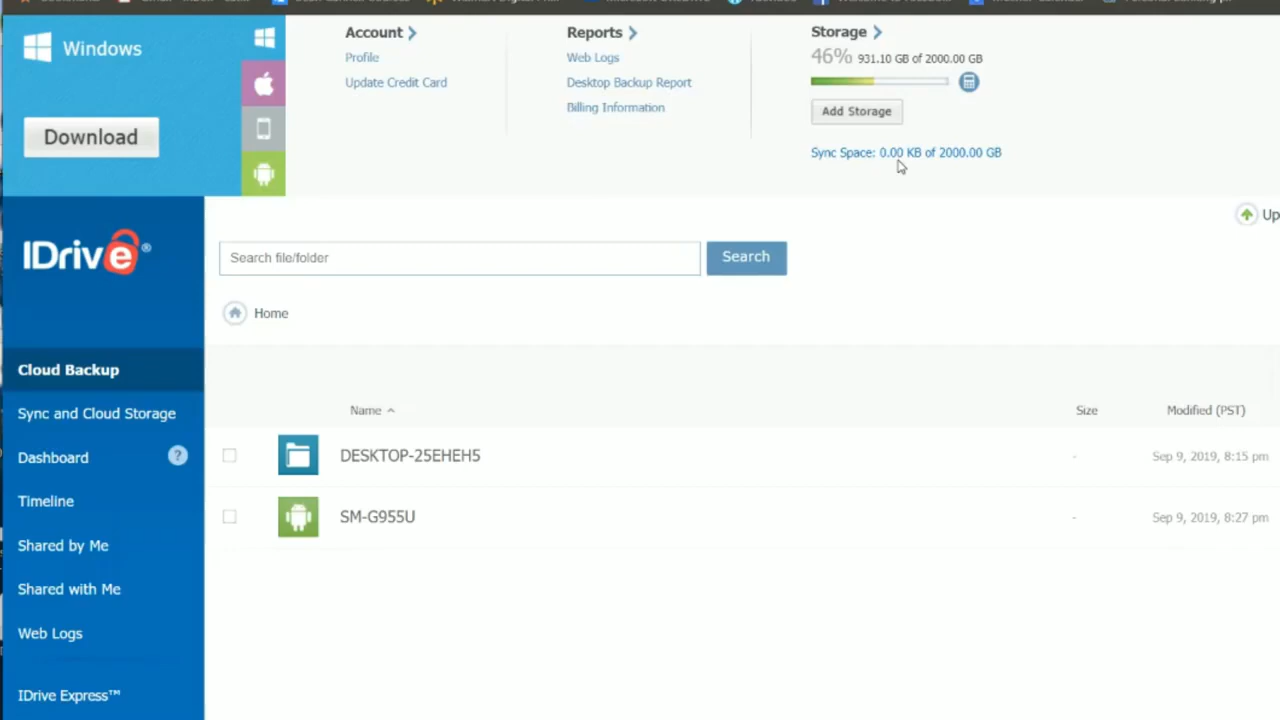 Windows
Download
Account
Profile
Update Credit Card
Reports
Web Logs
Desktop Backup Report
Billing Information
Storage
46% 931.10 GB of 2000.00 GB
Add Storage
Sync Space: 0.00 KB of 2000.00 GB
Up
IDrive®
Search file/folder
Search
Home
Cloud Backup
Sync and Cloud Storage
Dashboard ?
Timeline
Shared by Me
Shared with Me
Web Logs
IDrive Express™
Name Size Modified (PST)
DESKTOP-25EHEH5 - Sep 9, 2019, 8:15 pm
SM-G955U - Sep 9, 2019, 8:27 pm